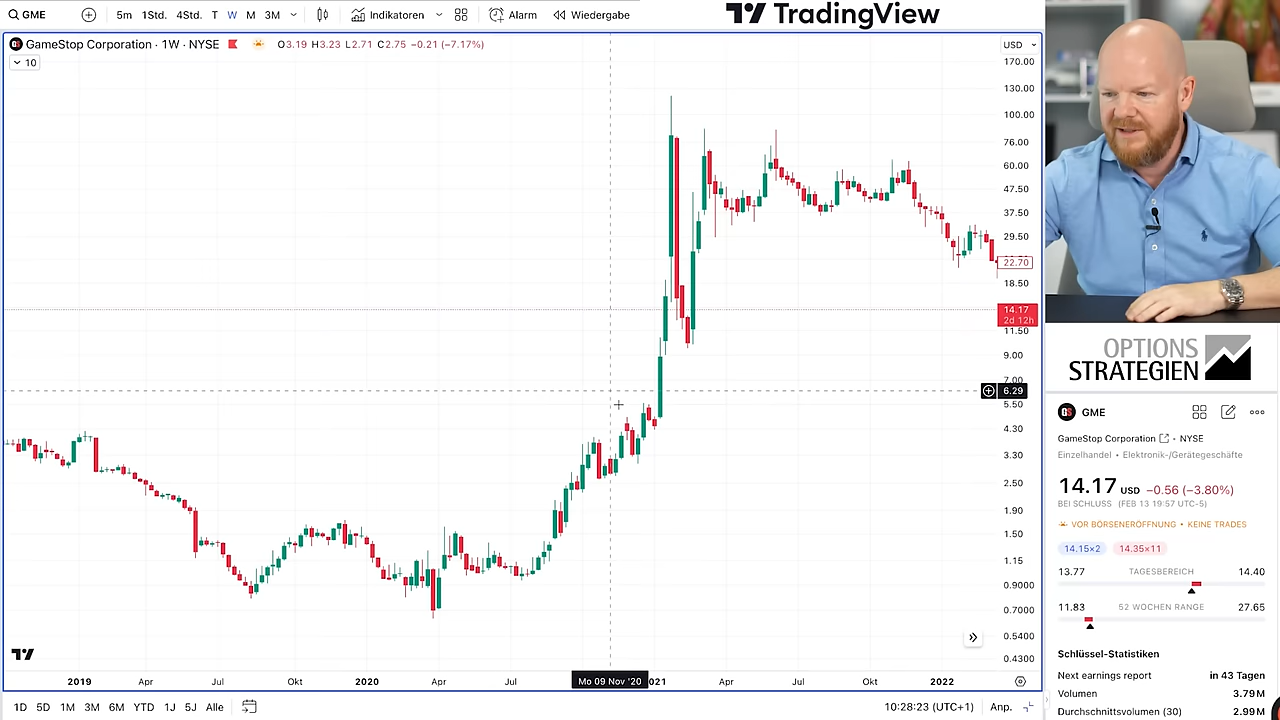 GME
5m 1Std. 4Std. T W M 3M Indikatoren Alarm Wiedergabe
TradingView
GameStop Corporation · 1W · NYSE O3.19 H3.23 L2.71 C2.75 −0.21 (−7.17%)
10
USD
170.00
130.00
100.00
76.00
60.00
47.50
37.50
29.50
22.70
18.50
14.17
2d 12h
11.50
9.00
7.00
6.29
5.50
4.30
3.30
2.50
1.90
1.50
1.15
0.9000
0.7000
0.5400
0.4300
2019 Apr Jul Okt 2020 Apr Jul Mo 09 Nov '20 021 Apr Jul Okt 2022
1D 5D 1M 3M 6M YTD 1J 5J Alle 10:28:23 (UTC+1) Anp.
OPTIONS
STRATEGIEN
GME
GameStop Corporation • NYSE
Einzelhandel • Elektronik-/Gerätegeschäfte
14.17 USD −0.56 (−3.80%)
BEI SCHLUSS (FEB 13 19:57 UTC-5)
VOR BÖRSENERÖFFNUNG • KEINE TRADES
14.15×2 14.35×11
13.77 TAGESBEREICH 14.40
11.83 52 WOCHEN RANGE 27.65
Schlüssel-Statistiken
Next earnings report in 43 Tagen
Volumen 3.79M
Durchschnittsvolumen (30) 2.99M